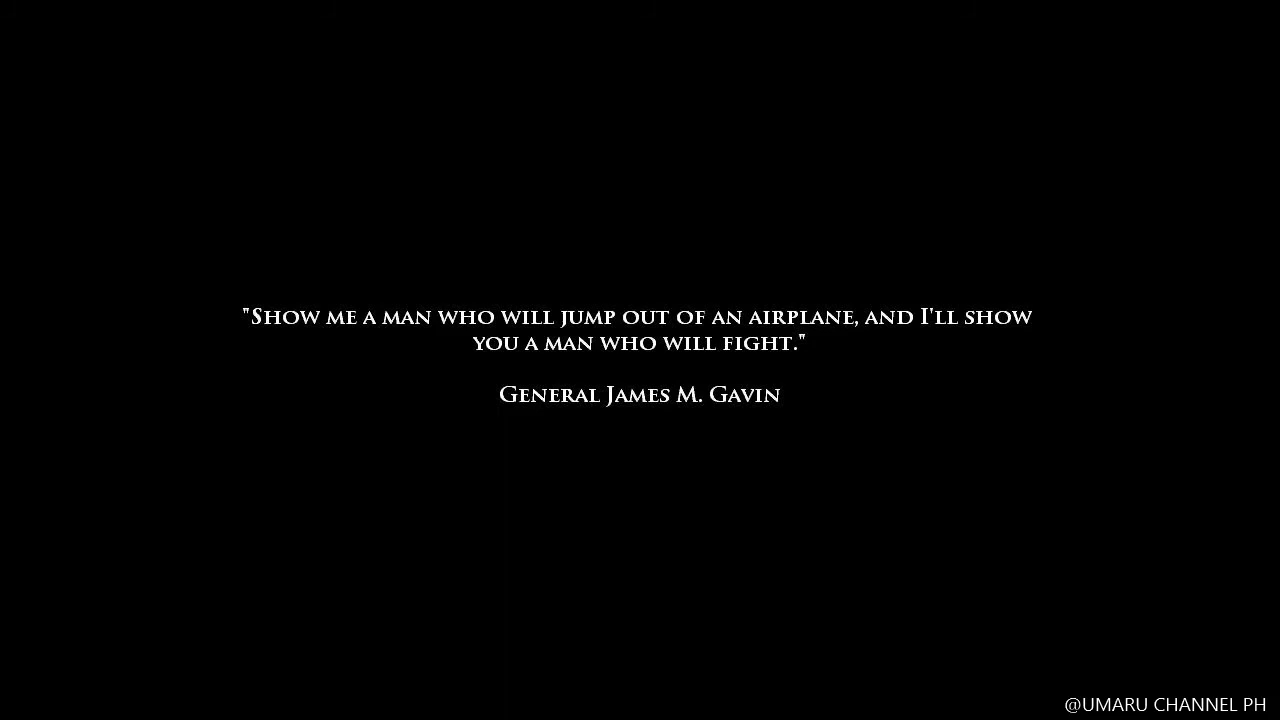 "Show me a man who will jump out of an airplane, and I'll show
you a man who will fight."
General James M. Gavin
@UMARU CHANNEL PH